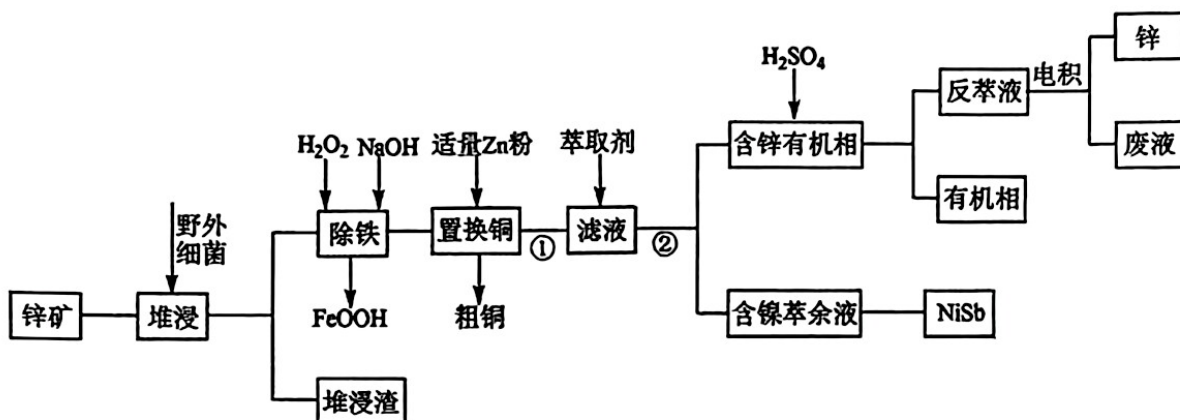 锌
H₂SO₄
反萃液
电积
H₂O₂
NaOH
适量Zn粉
萃取剂
含锌有机相
废液
野外
细菌
有机相
除铁
置换铜
①
滤液
②
锌矿
堆浸
FeOOH
粗铜
含镍萃余液
NiSb
堆浸渣